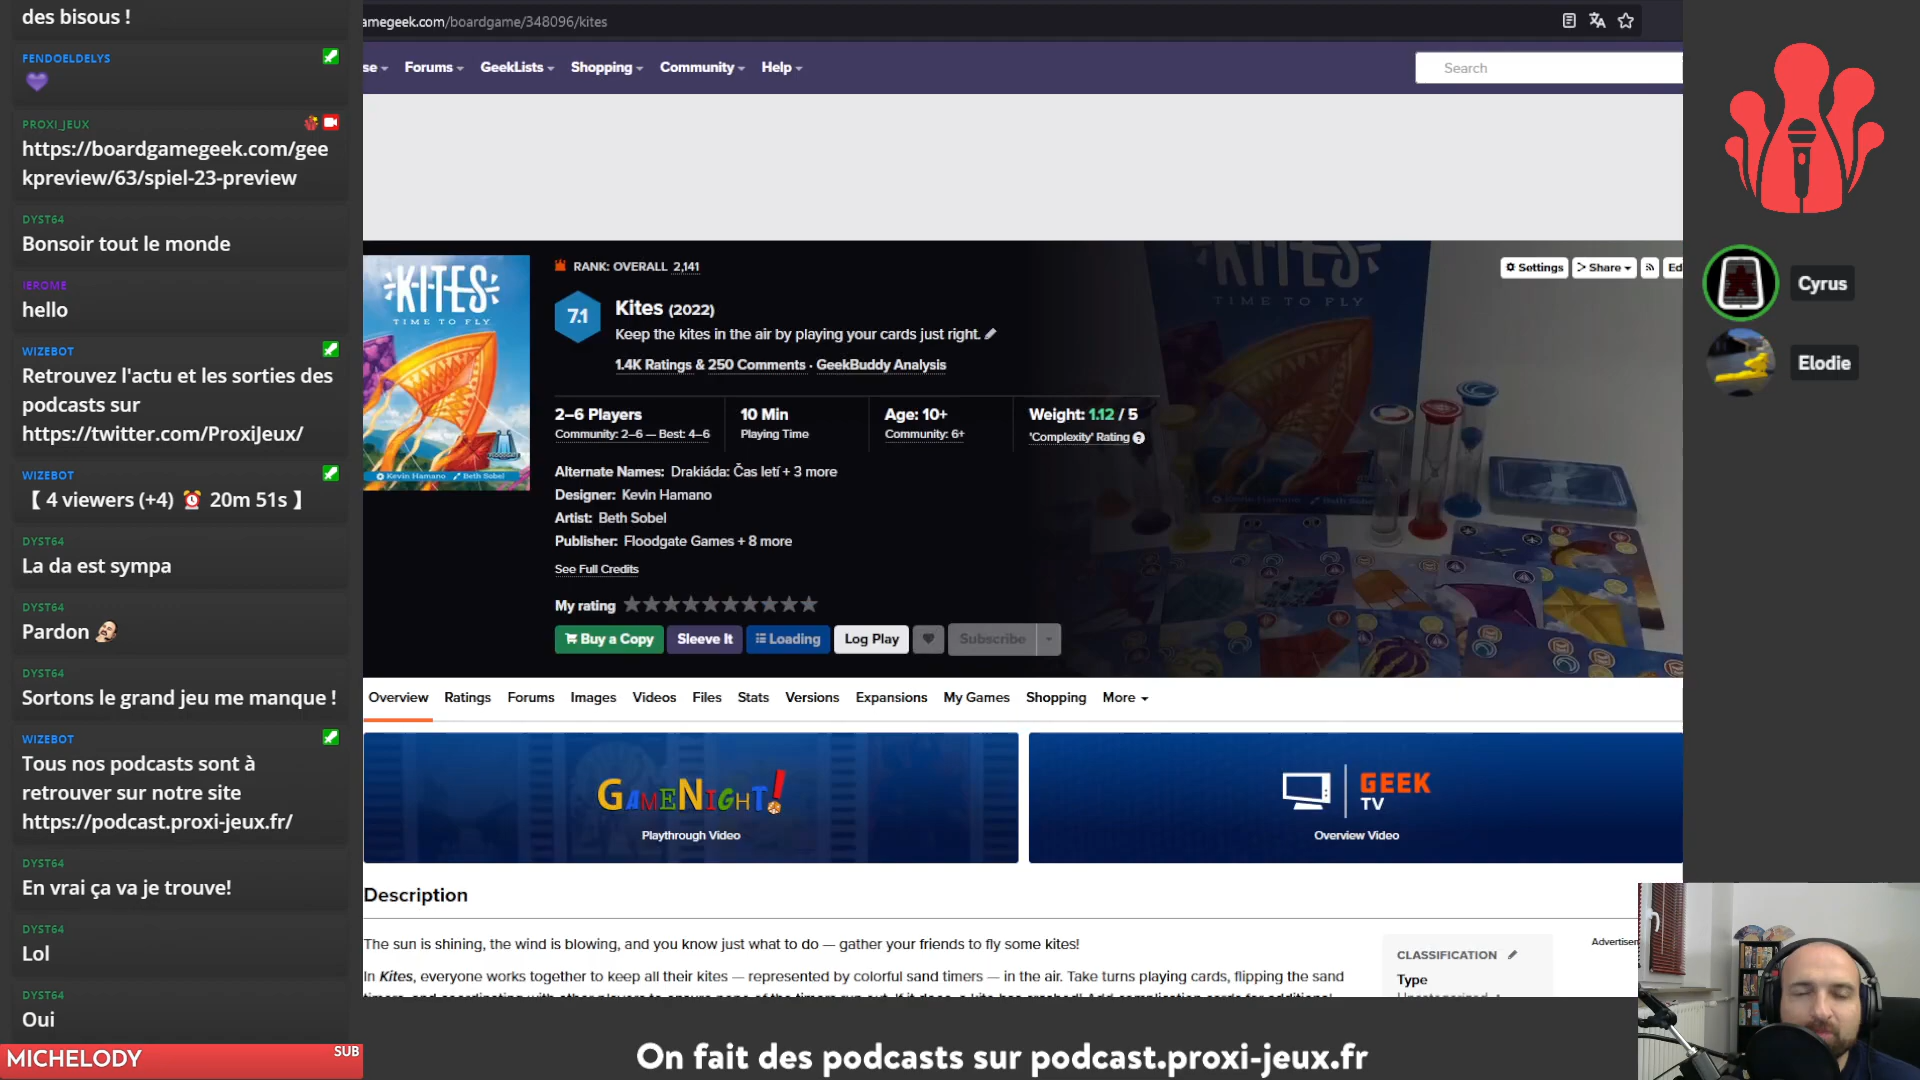 des bisous !
FENDOELDELYS
PROXI_JEUX
https://boardgamegeek.com/gee
kpreview/63/spiel-23-preview
DYST64
Bonsoir tout le monde
IEROME
hello
WIZEBOT
Retrouvez l'actu et les sorties des
podcasts sur
https://twitter.com/ProxiJeux/
WIZEBOT
【 4 viewers (+4) ⏰ 20m 51s 】
DYST64
La da est sympa
DYST64
Pardon
DYST64
Sortons le grand jeu me manque !
WIZEBOT
Tous nos podcasts sont à
retrouver sur notre site
https://podcast.proxi-jeux.fr/
DYST64
En vrai ça va je trouve!
DYST64
Lol
DYST64
Oui
MICHELODY
SUB
amegeek.com/boardgame/348096/kites
se Forums GeekLists Shopping Community Help
Search
KITES
TIME TO FLY
Kevin Hamano Beth Sobel
RANK: OVERALL 2,141
Settings Share Ed
7.1
Kites (2022)
Keep the kites in the air by playing your cards just right.
1.4K Ratings & 250 Comments · GeekBuddy Analysis
2–6 Players
Community: 2–6 — Best: 4–6
10 Min
Playing Time
Age: 10+
Community: 6+
Weight: 1.12 / 5
'Complexity' Rating
Alternate Names: Drakiáda: Čas letí + 3 more
Designer: Kevin Hamano
Artist: Beth Sobel
Publisher: Floodgate Games + 8 more
See Full Credits
My rating
Buy a Copy Sleeve It Loading Log Play Subscribe
KITES
TIME TO FLY
Overview Ratings Forums Images Videos Files Stats Versions Expansions My Games Shopping More
GAMENIGHT!
Playthrough Video
GEEK
TV
Overview Video
Description
The sun is shining, the wind is blowing, and you know just what to do — gather your friends to fly some kites!
In Kites, everyone works together to keep all their kites — represented by colorful sand timers — in the air. Take turns playing cards, flipping the sand
CLASSIFICATION
Type
Advertisem
Cyrus
Elodie
On fait des podcasts sur podcast.proxi-jeux.fr